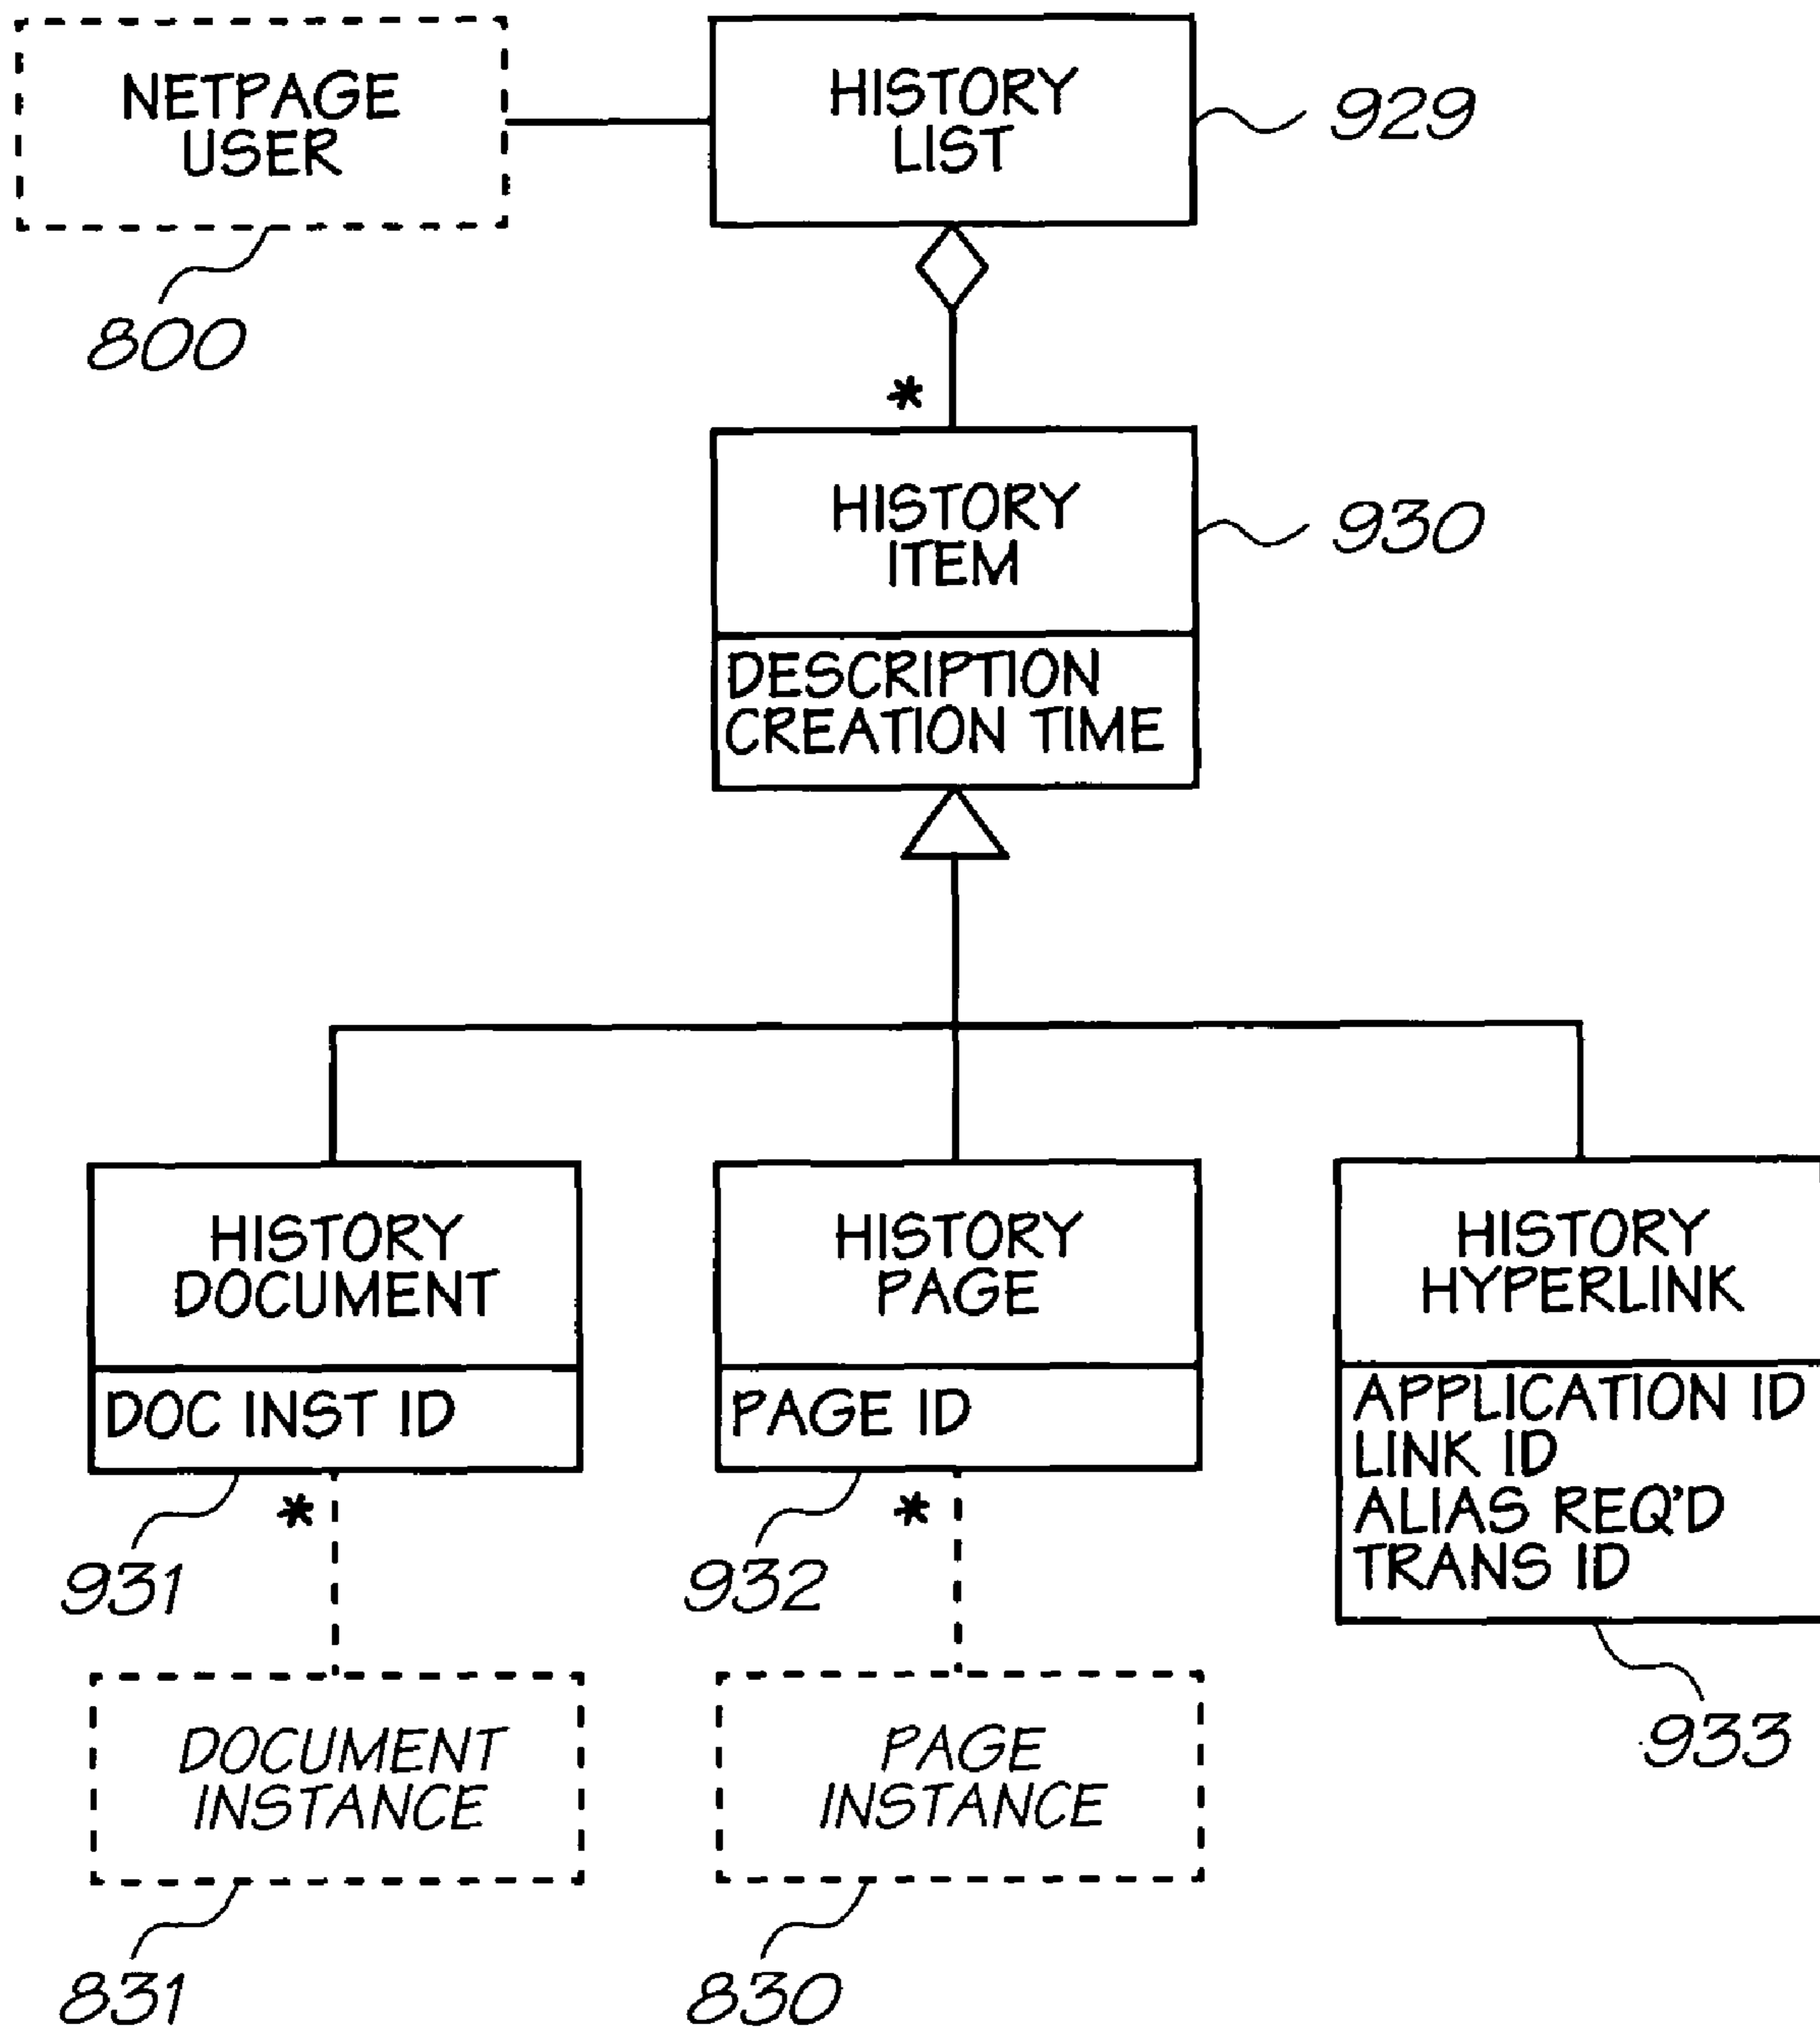 NETPAGE
USER
800
HISTORY
LIST
929
*
HISTORY
ITEM
930
DESCRIPTION
CREATION TIME
HISTORY
DOCUMENT
DOC INST ID
931
*
HISTORY
PAGE
PAGE ID
932
*
HISTORY
HYPERLINK
APPLICATION ID
LINK ID
ALIAS REQ'D
TRANS ID
933
DOCUMENT
INSTANCE
831
PAGE
INSTANCE
830